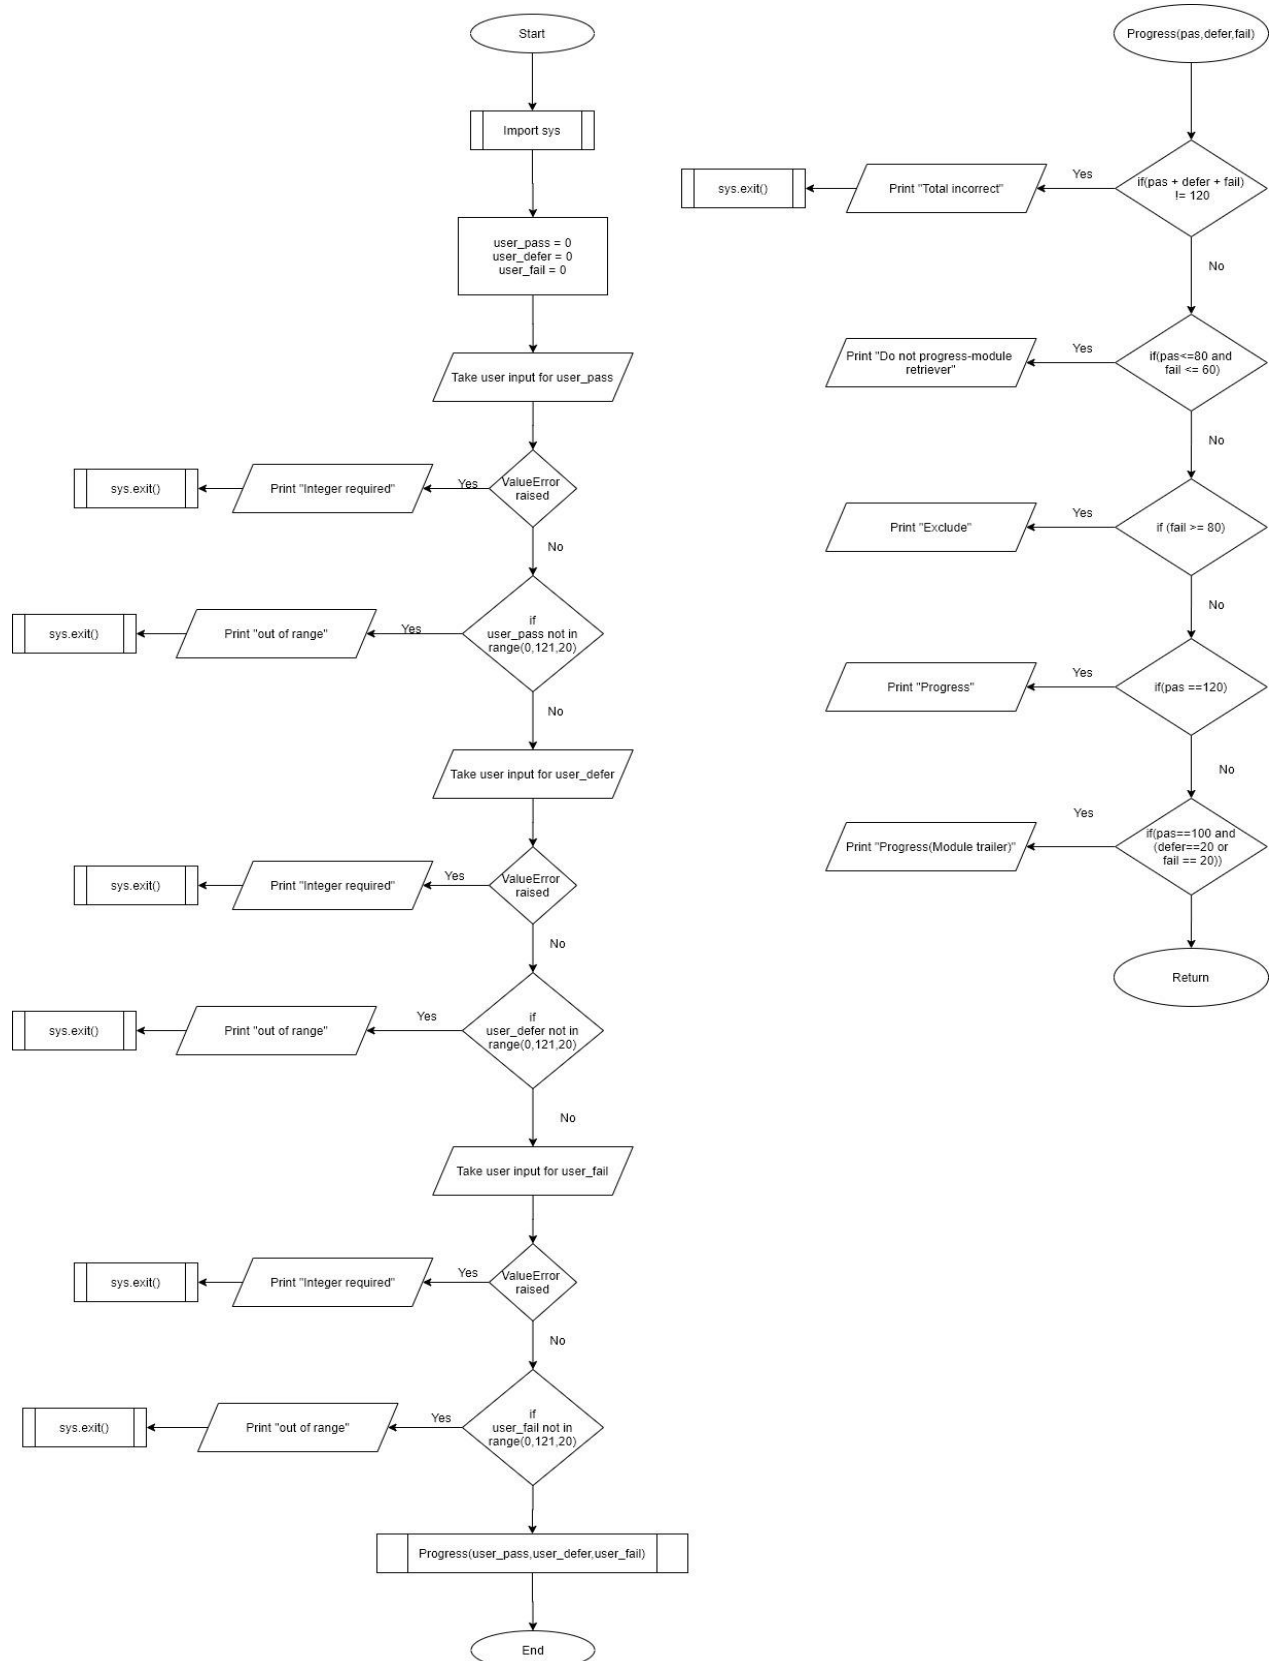 Start
Import sys
user_pass = 0
user_defer = 0
user_fail = 0
Take user input for user_pass
ValueError
raised
Yes
Print "Integer required"
sys.exit()
No
if
user_pass not in
range(0,121,20)
Yes
Print "out of range"
sys.exit()
No
Take user input for user_defer
ValueError
raised
Yes
Print "Integer required"
sys.exit()
No
if
user_defer not in
range(0,121,20)
Yes
Print "out of range"
sys.exit()
No
Take user input for user_fail
ValueError
raised
Yes
Print "Integer required"
sys.exit()
No
if
user_fail not in
range(0,121,20)
Yes
Print "out of range"
sys.exit()
Progress(user_pass,user_defer,user_fail)
End
Progress(pas,defer,fail)
if(pas + defer + fail)
!= 120
Yes
Print "Total incorrect"
sys.exit()
No
if(pas<=80 and
fail <= 60)
Yes
Print "Do not progress-module
retriever"
No
if (fail >= 80)
Yes
Print "Exclude"
No
if(pas ==120)
Yes
Print "Progress"
No
if(pas==100 and
(defer==20 or
fail == 20))
Yes
Print "Progress(Module trailer)"
Return